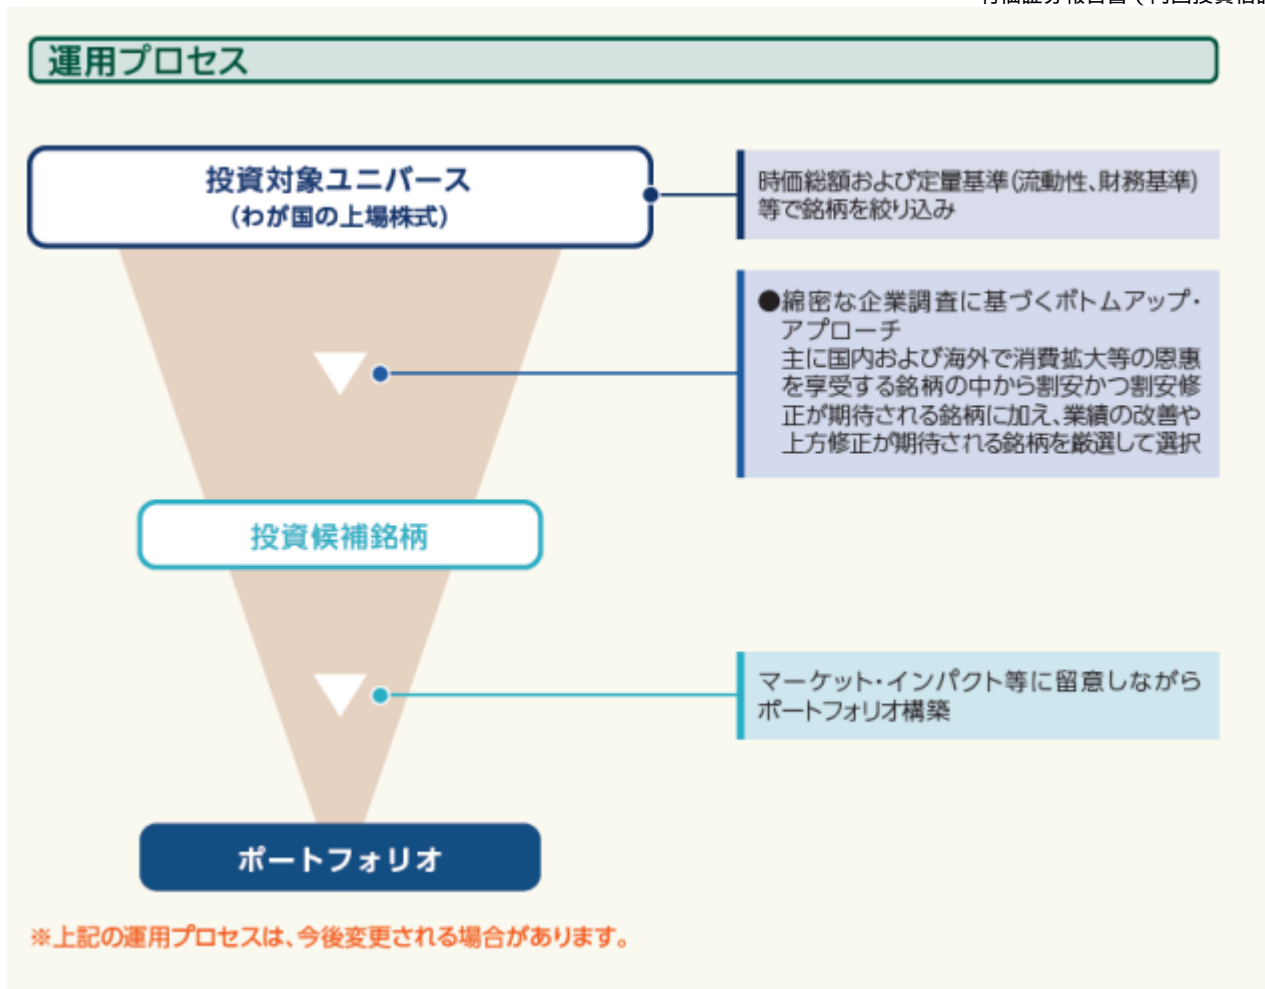 運用プロセス
投資対象ユニバース
(わが国の上場株式)
時価総額および定量基準(流動性、財務基準)
等で銘柄を絞り込み
●綿密な企業調査に基づくボトムアップ・
アプローチ
主に国内および海外で消費拡大等の恩恵
を享受する銘柄の中から割安かつ割安修
正が期待される銘柄に加え、業績の改善や
上方修正が期待される銘柄を厳選して選択
投資候補銘柄
マーケット・インパクト等に留意しながら
ポートフォリオ構築
ポートフォリオ
※上記の運用プロセスは、今後変更される場合があります。